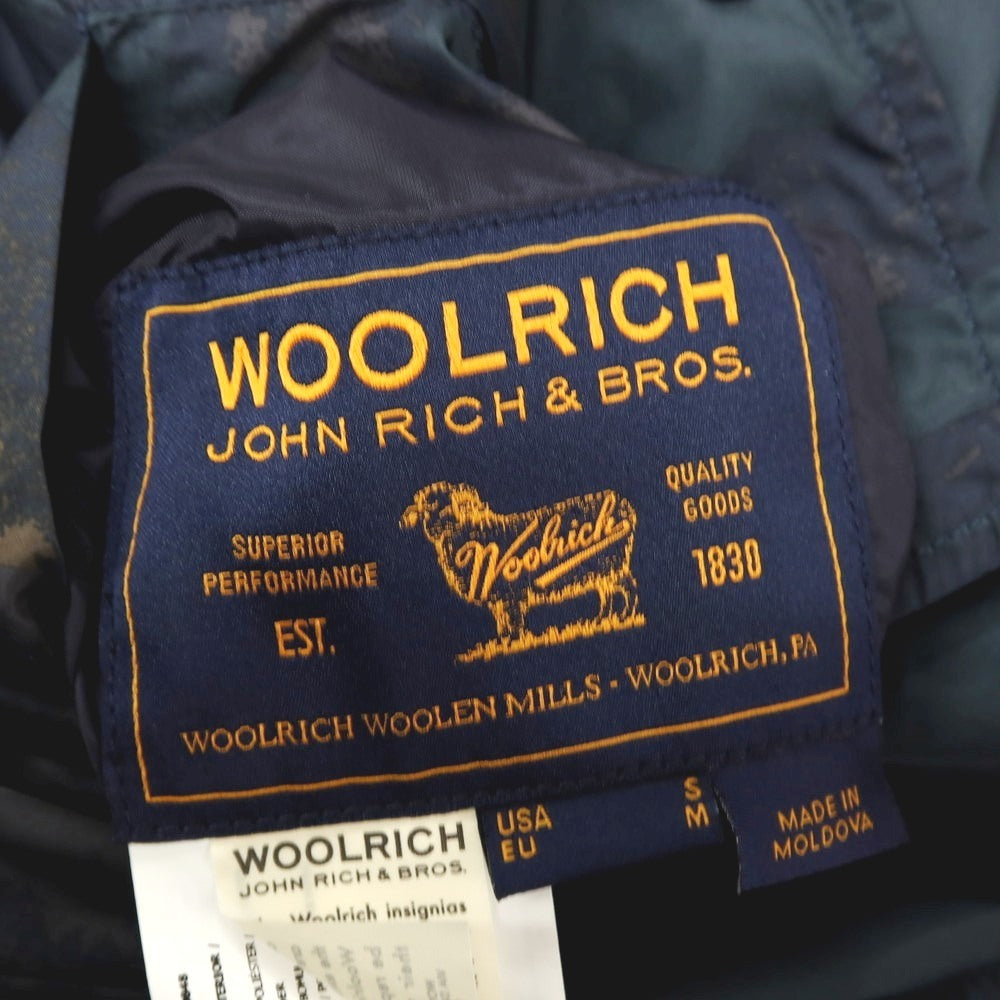 WOOLRICH
JOHN RICH & BROS.
SUPERIOR
PERFORMANCE
EST.
Woolrich
QUALITY
GOODS
1830
WOOLRICH WOOLEN MILLS · WOOLRICH, PA
USA S
EU M
MADE IN
MOLDOVA
WOOLRICH
JOHN RICH & BROS.
Woolrich insignias